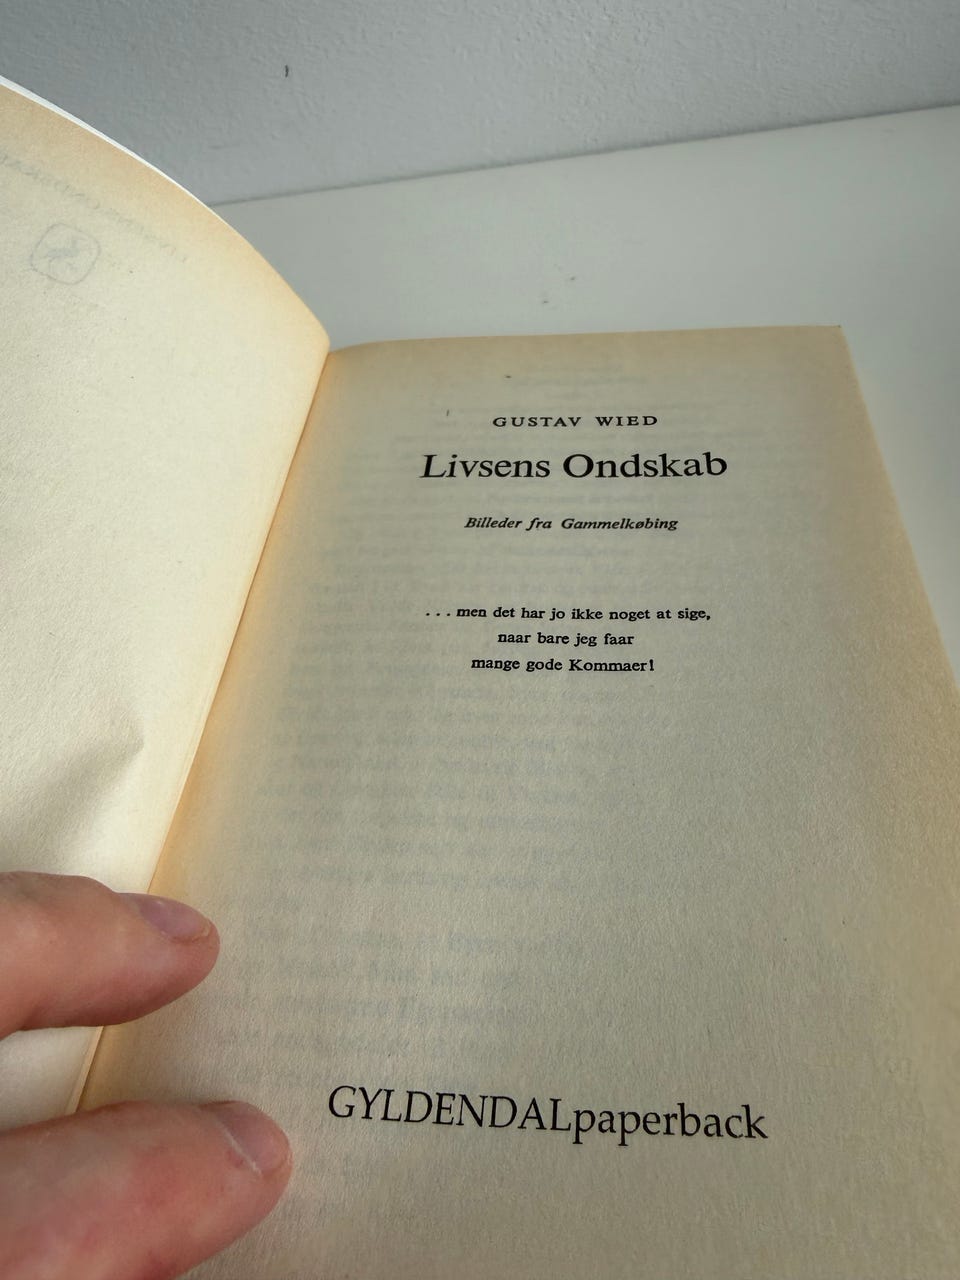 GUSTAV WIED
Livsens Ondskab
Billeder fra Gammelkøbing
. . . men det har jo ikke noget at sige,
naar bare jeg faar
mange gode Kommaer!
GYLDENDALpaperback